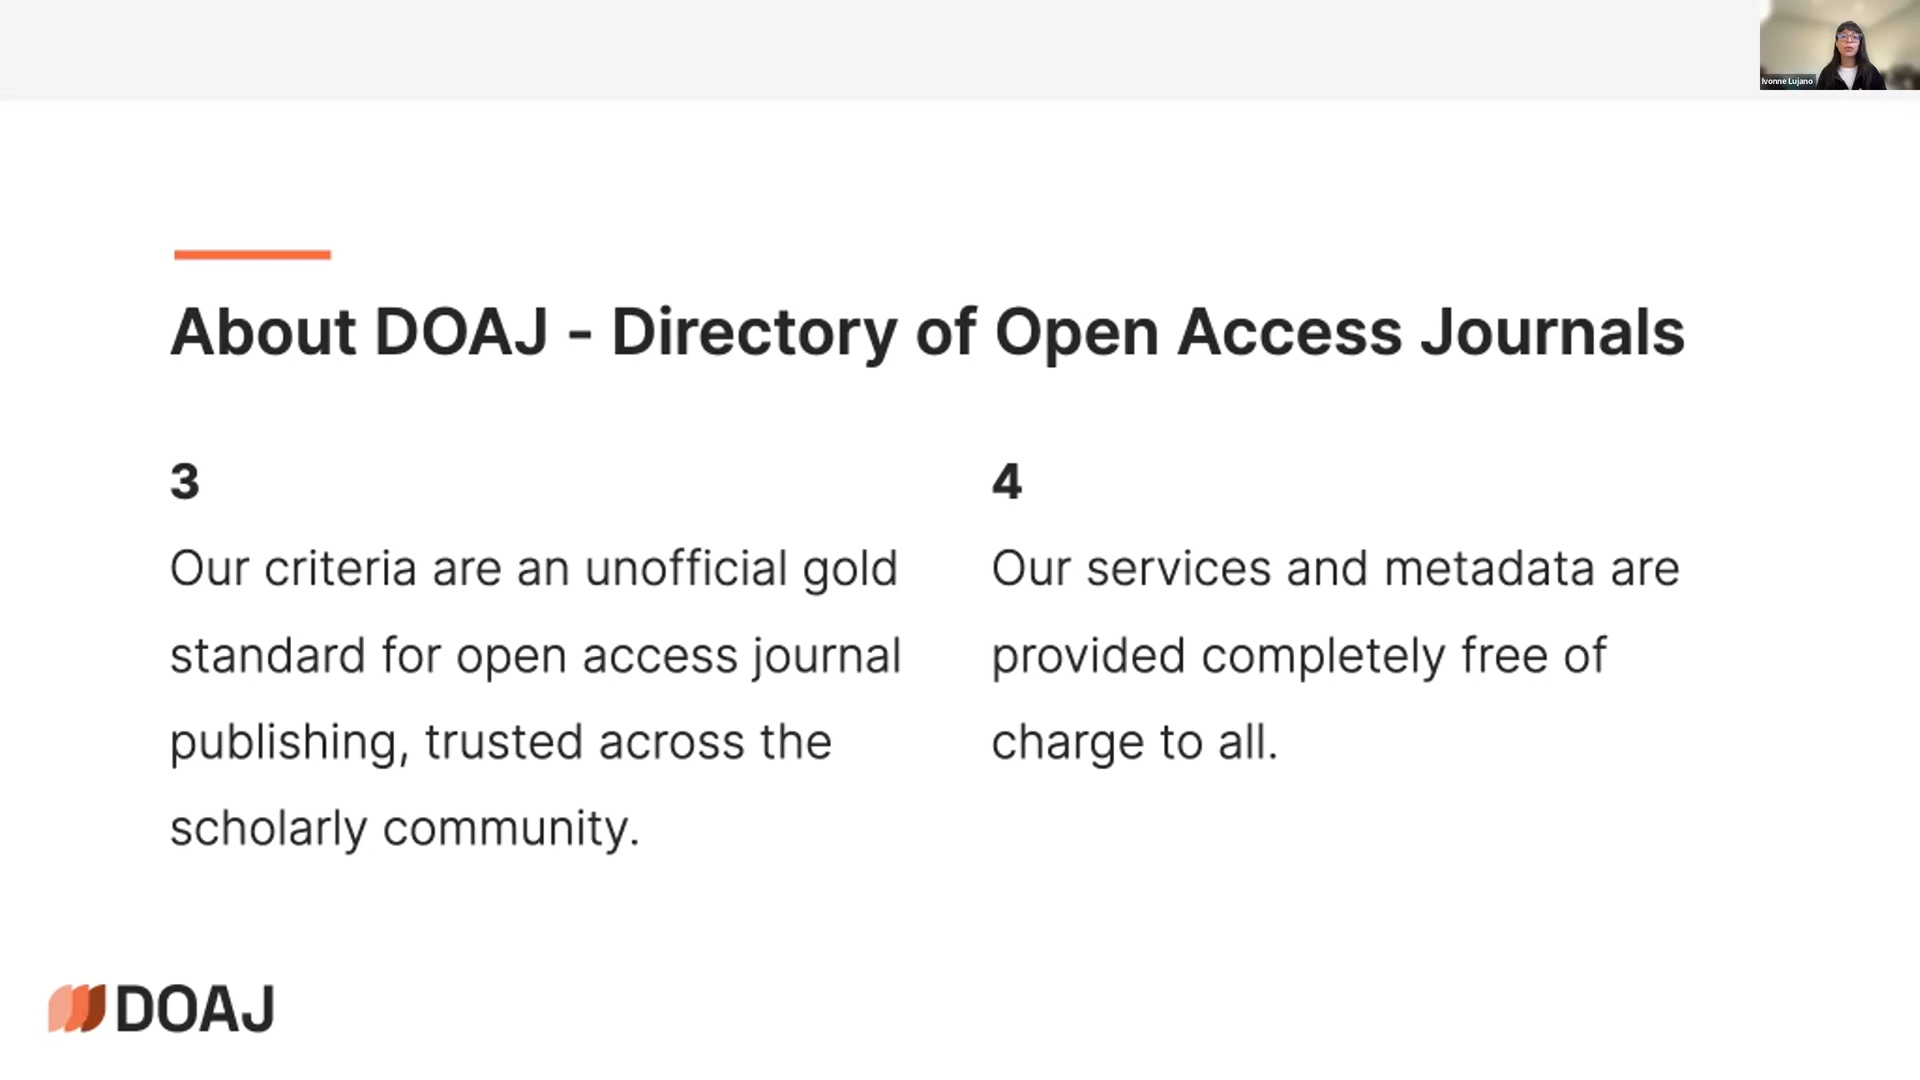 Ivonne Lujano
About DOAJ - Directory of Open Access Journals
3
Our criteria are an unofficial gold
standard for open access journal
publishing, trusted across the
scholarly community.
4
Our services and metadata are
provided completely free of
charge to all.
DOAJ